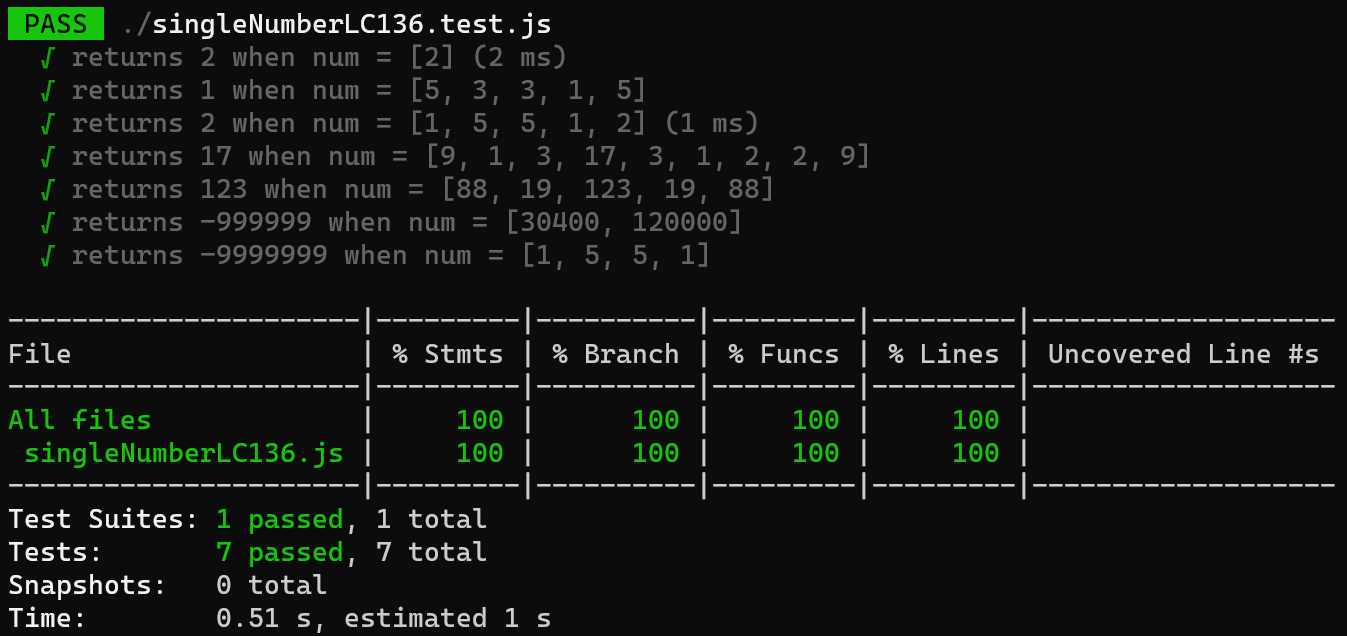 PASS ./singleNumberLC136.test.js
√ returns 2 when num = [2] (2 ms)
√ returns 1 when num = [5, 3, 3, 1, 5]
√ returns 2 when num = [1, 5, 5, 1, 2] (1 ms)
√ returns 17 when num = [9, 1, 3, 17, 3, 1, 2, 2, 9]
√ returns 123 when num = [88, 19, 123, 19, 88]
√ returns -999999 when num = [30400, 120000]
√ returns -9999999 when num = [1, 5, 5, 1]
----------------------|---------|----------|---------|---------|-------------------
File                  | % Stmts | % Branch | % Funcs | % Lines | Uncovered Line #s
----------------------|---------|----------|---------|---------|-------------------
All files             |     100 |      100 |     100 |     100 |
 singleNumberLC136.js |     100 |      100 |     100 |     100 |
----------------------|---------|----------|---------|---------|-------------------
Test Suites: 1 passed, 1 total
Tests:       7 passed, 7 total
Snapshots:   0 total
Time:        0.51 s, estimated 1 s